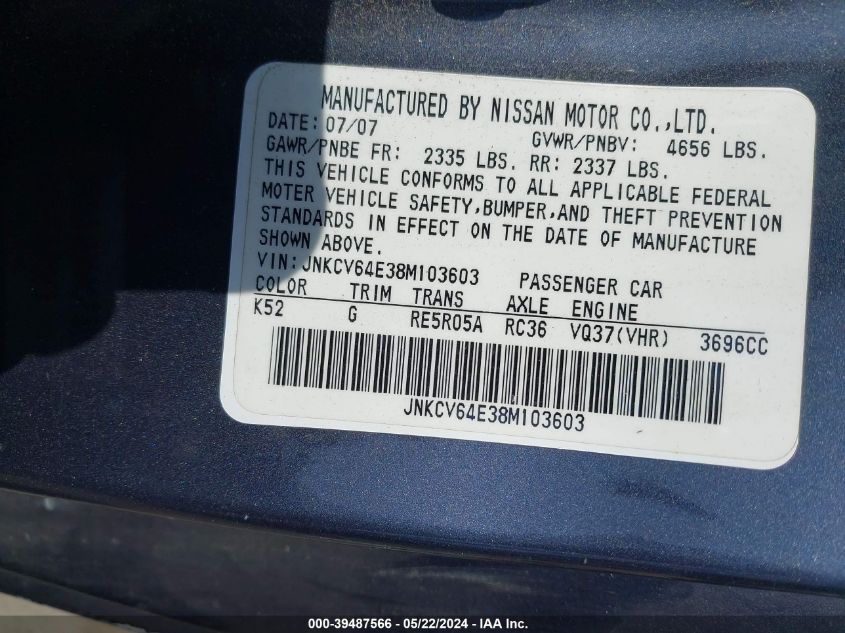 MANUFACTURED BY NISSAN MOTOR CO.,LTD.
DATE: 07/07 GVWR/PNBV: 4656 LBS.
GAWR/PNBE FR: 2335 LBS. RR: 2337 LBS.
THIS VEHICLE CONFORMS TO ALL APPLICABLE FEDERAL
MOTER VEHICLE SAFETY,BUMPER,AND THEFT PREVENTION
STANDARDS IN EFFECT ON THE DATE OF MANUFACTURE
SHOWN ABOVE.
VIN:JNKCV64E38M103603 PASSENGER CAR
COLOR TRIM TRANS AXLE ENGINE
K52 G RE5R05A RC36 VQ37(VHR) 3696CC
JNKCV64E38M103603
000-39487566 - 05/22/2024 - IAA Inc.